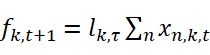 f_{k,t+1} = l_{k,τ} ∑_n x_{n,k,t}